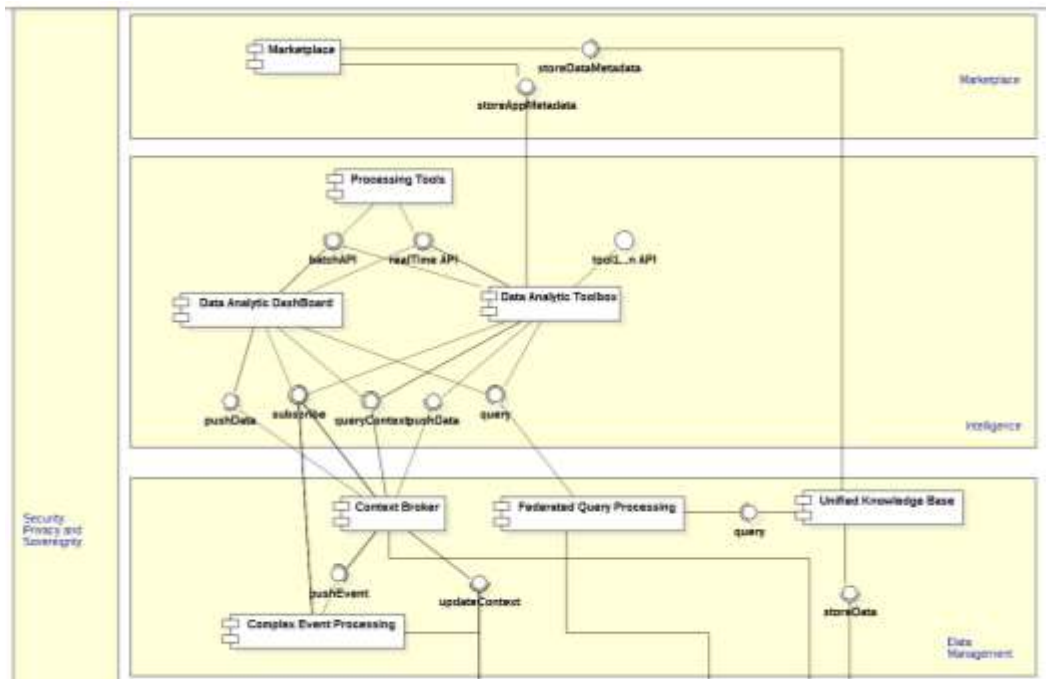 Marketplace
storeDataMetadata
Marketplace
storeAppMetadata
Processing Tools
batchAPI
realTime API
tool1...n API
Data Analytic DashBoard
Data Analytic Toolbox
pushData
subscribe
queryContext
pushData
query
Intelligence
Context Broker
Federated Query Processing
Unified Knowledge Base
Security
Privacy and
Sovereignty
query
pushEvent
updateContext
storeData
Complex Event Processing
Data
Management